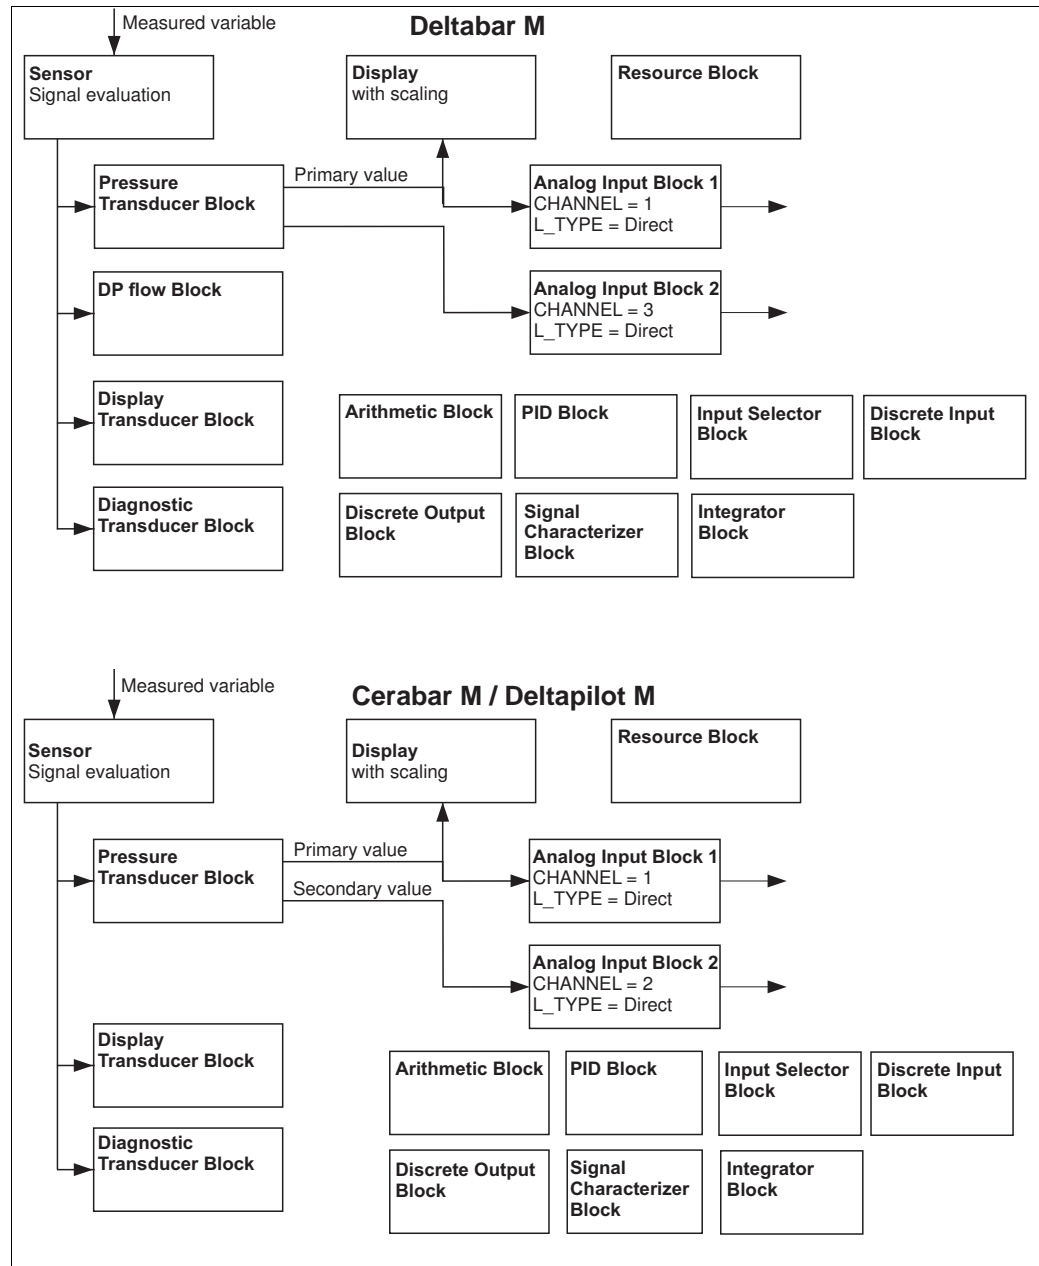 Measured variable
Deltabar M
Sensor
Signal evaluation
Display
with scaling
Resource Block
Pressure
Transducer Block
Primary value
Analog Input Block 1
CHANNEL = 1
L_TYPE = Direct
DP flow Block
Analog Input Block 2
CHANNEL = 3
L_TYPE = Direct
Display
Transducer Block
Arithmetic Block
PID Block
Input Selector
Block
Discrete Input
Block
Diagnostic
Transducer Block
Discrete Output
Block
Signal
Characterizer
Block
Integrator
Block
Measured variable
Cerabar M / Deltapilot M
Sensor
Signal evaluation
Display
with scaling
Resource Block
Pressure
Transducer Block
Primary value
Secondary value
Analog Input Block 1
CHANNEL = 1
L_TYPE = Direct
Analog Input Block 2
CHANNEL = 2
L_TYPE = Direct
Display
Transducer Block
Arithmetic Block
PID Block
Input Selector
Block
Discrete Input
Block
Diagnostic
Transducer Block
Discrete Output
Block
Signal
Characterizer
Block
Integrator
Block